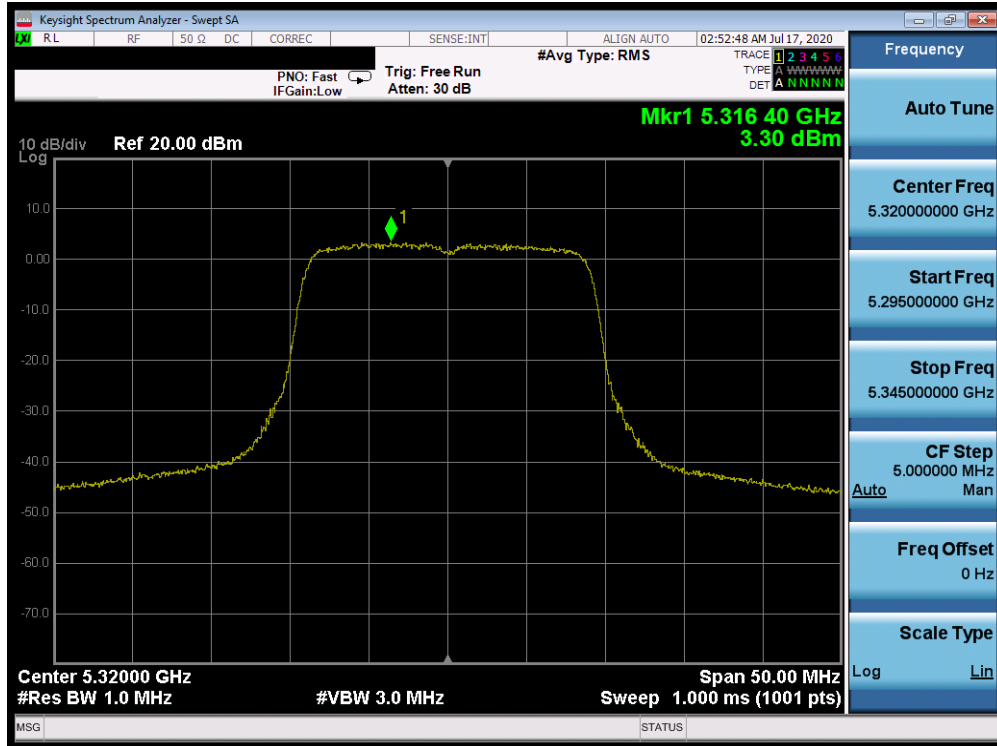 Keysight Spectrum Analyzer - Swept SA
LXI RL RF 50 Ω DC CORREC SENSE:INT ALIGN AUTO 02:52:48 AM Jul 17, 2020
#Avg Type: RMS
PNO: Fast
IFGain:Low
Trig: Free Run
Atten: 30 dB
TRACE 1 2 3 4 5 6
TYPE A WWWWW
DET A N N N N N
Mkr1 5.316 40 GHz
3.30 dBm
10 dB/div Ref 20.00 dBm
Log
10.0
0.00
-10.0
-20.0
-30.0
-40.0
-50.0
-60.0
-70.0
1
Center 5.32000 GHz Span 50.00 MHz
#Res BW 1.0 MHz #VBW 3.0 MHz Sweep 1.000 ms (1001 pts)
MSG STATUS
Frequency
Auto Tune
Center Freq
5.320000000 GHz
Start Freq
5.295000000 GHz
Stop Freq
5.345000000 GHz
CF Step
5.000000 MHz
Auto Man
Freq Offset
0 Hz
Scale Type
Log Lin